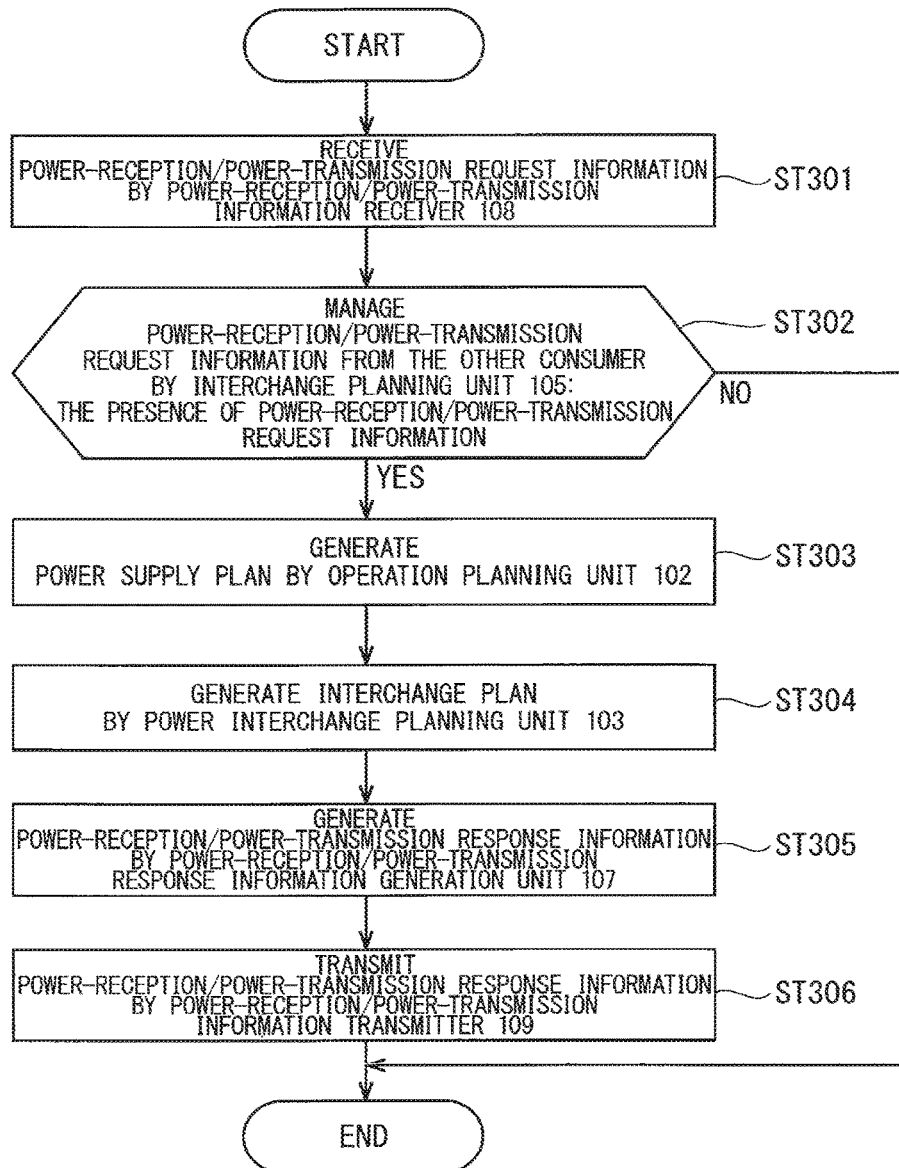 START
RECEIVE
POWER-RECEPTION/POWER-TRANSMISSION REQUEST INFORMATION
BY POWER-RECEPTION/POWER-TRANSMISSION
INFORMATION RECEIVER 108
ST301
MANAGE
POWER-RECEPTION/POWER-TRANSMISSION
REQUEST INFORMATION FROM THE OTHER CONSUMER
BY INTERCHANGE PLANNING UNIT 105:
THE PRESENCE OF POWER-RECEPTION/POWER-TRANSMISSION
REQUEST INFORMATION
ST302
NO
YES
GENERATE
POWER SUPPLY PLAN BY OPERATION PLANNING UNIT 102
ST303
GENERATE INTERCHANGE PLAN
BY POWER INTERCHANGE PLANNING UNIT 103
ST304
GENERATE
POWER-RECEPTION/POWER-TRANSMISSION RESPONSE INFORMATION
BY POWER-RECEPTION/POWER-TRANSMISSION
RESPONSE INFORMATION GENERATION UNIT 107
ST305
TRANSMIT
POWER-RECEPTION/POWER-TRANSMISSION RESPONSE INFORMATION
BY POWER-RECEPTION/POWER-TRANSMISSION
INFORMATION TRANSMITTER 109
ST306
END